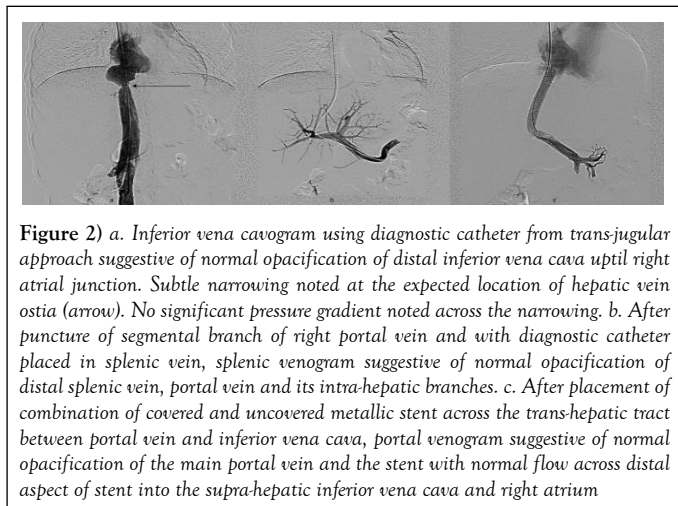 a
b
c
Figure 2) a. Inferior vena cavogram using diagnostic catheter from trans-jugular
approach suggestive of normal opacification of distal inferior vena cava uptil right
atrial junction. Subtle narrowing noted at the expected location of hepatic vein
ostia (arrow). No significant pressure gradient noted across the narrowing. b. After
puncture of segmental branch of right portal vein and with diagnostic catheter
placed in splenic vein, splenic venogram suggestive of normal opacification of
distal splenic vein, portal vein and its intra-hepatic branches. c. After placement of
combination of covered and uncovered metallic stent across the trans-hepatic tract
between portal vein and inferior vena cava, portal venogram suggestive of normal
opacification of the main portal vein and the stent with normal flow across distal
aspect of stent into the supra-hepatic inferior vena cava and right atrium